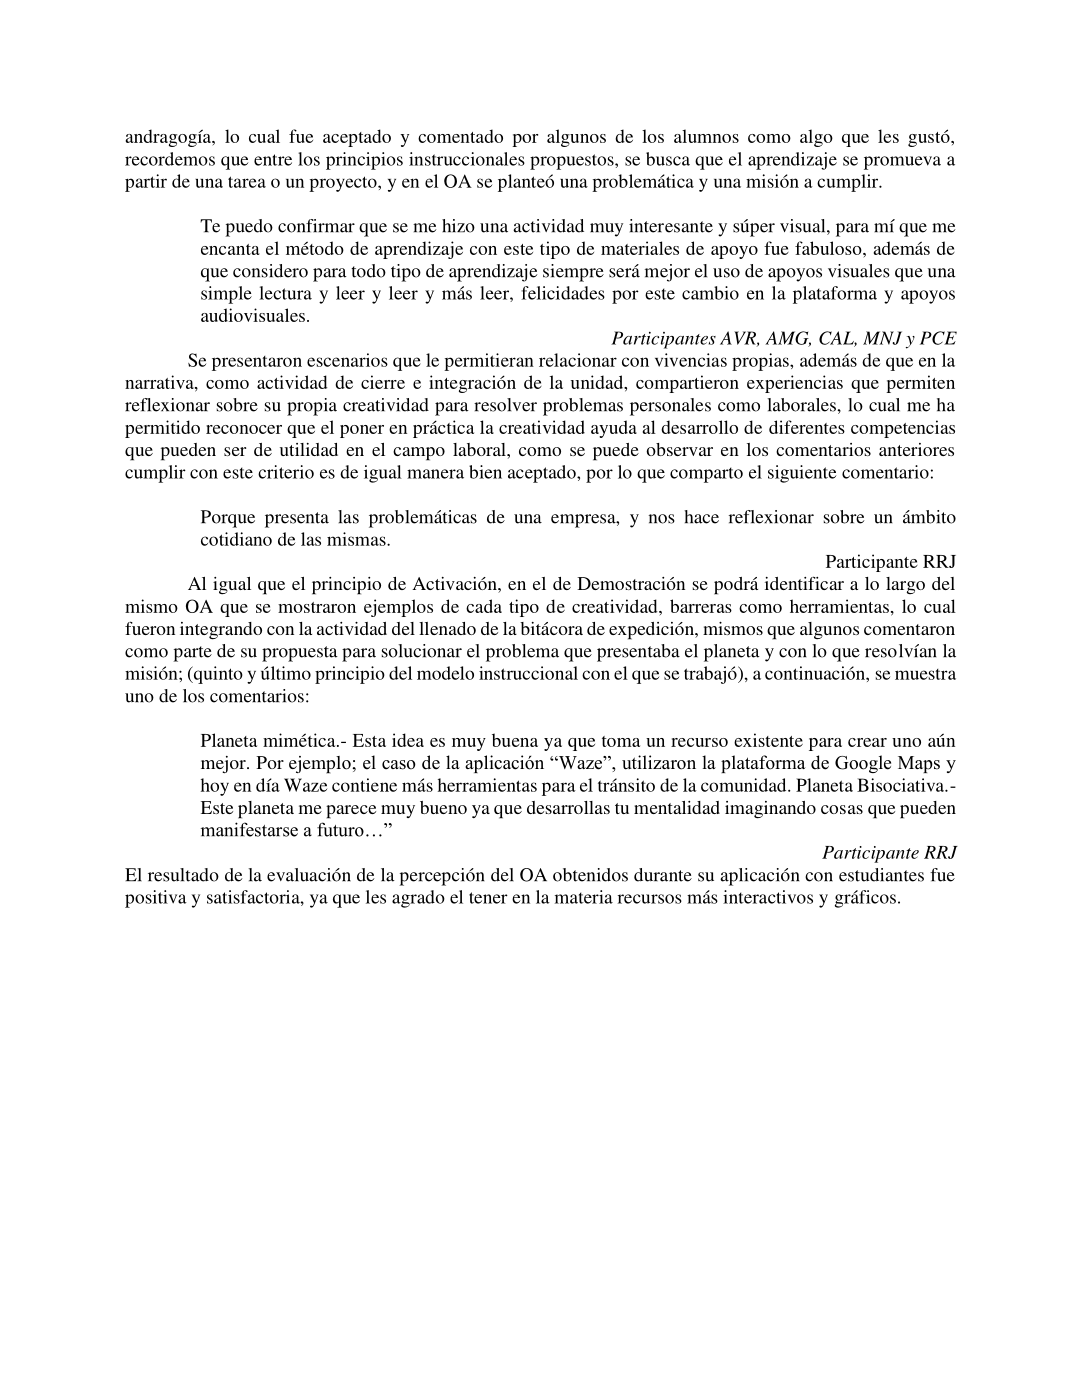 andragogía, lo cual fue aceptado y comentado por algunos de los alumnos como algo que les gustó,
recordemos que entre los principios instruccionales propuestos, se busca que el aprendizaje se promueva a
partir de una tarea o un proyecto, y en el OA se planteó una problemática y una misión a cumplir.
Te puedo confirmar que se me hizo una actividad muy interesante y súper visual, para mí que me
encanta el método de aprendizaje con este tipo de materiales de apoyo fue fabuloso, además de
que considero para todo tipo de aprendizaje siempre será mejor el uso de apoyos visuales que una
simple lectura y leer y leer y más leer, felicidades por este cambio en la plataforma y apoyos
audiovisuales.
Participantes AVR, AMG, CAL, MNJ y PCE
Se presentaron escenarios que le permitieran relacionar con vivencias propias, además de que en la
narrativa, como actividad de cierre e integración de la unidad, compartieron experiencias que permiten
reflexionar sobre su propia creatividad para resolver problemas personales como laborales, lo cual me ha
permitido reconocer que el poner en práctica la creatividad ayuda al desarrollo de diferentes competencias
que pueden ser de utilidad en el campo laboral, como se puede observar en los comentarios anteriores
cumplir con este criterio es de igual manera bien aceptado, por lo que comparto el siguiente comentario:
Porque presenta las problemáticas de una empresa, y nos hace reflexionar sobre un ámbito
cotidiano de las mismas.
Participante RRJ
Al igual que el principio de Activación, en el de Demostración se podrá identificar a lo largo del
mismo OA que se mostraron ejemplos de cada tipo de creatividad, barreras como herramientas, lo cual
fueron integrando con la actividad del llenado de la bitácora de expedición, mismos que algunos comentaron
como parte de su propuesta para solucionar el problema que presentaba el planeta y con lo que resolvían la
misión; (quinto y último principio del modelo instruccional con el que se trabajó), a continuación, se muestra
uno de los comentarios:
Planeta mimética.- Esta idea es muy buena ya que toma un recurso existente para crear uno aún
mejor. Por ejemplo; el caso de la aplicación “Waze”, utilizaron la plataforma de Google Maps y
hoy en día Waze contiene más herramientas para el tránsito de la comunidad. Planeta Bisociativa.-
Este planeta me parece muy bueno ya que desarrollas tu mentalidad imaginando cosas que pueden
manifestarse a futuro…”
Participante RRJ
El resultado de la evaluación de la percepción del OA obtenidos durante su aplicación con estudiantes fue
positiva y satisfactoria, ya que les agrado el tener en la materia recursos más interactivos y gráficos.